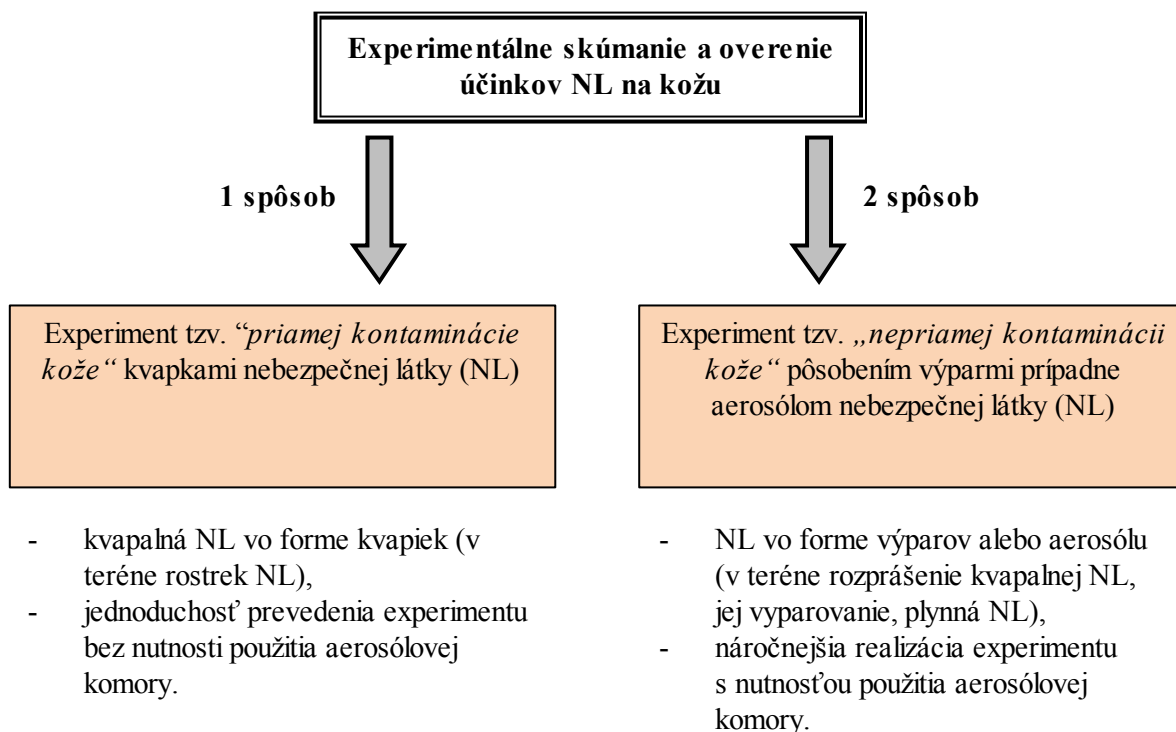 Experimentálne skúmanie a overenie
účinkov NL na kožu
1 spôsob
2 spôsob
Experiment tzv. “priamej kontaminácie
kože“ kvapkami nebezpečnej látky (NL)
Experiment tzv. „nepriamej kontaminácii
kože“ pôsobením výparmi prípadne
aerosólom nebezpečnej látky (NL)
- kvapalná NL vo forme kvapiek (v
teréne rostrek NL),
- jednoduchosť prevedenia experimentu
bez nutnosti použitia aerosólovej
komory.
- NL vo forme výparov alebo aerosólu
(v teréne rozprášenie kvapalnej NL,
jej vyparovanie, plynná NL),
- náročnejšia realizácia experimentu
s nutnosťou použitia aerosólovej
komory.